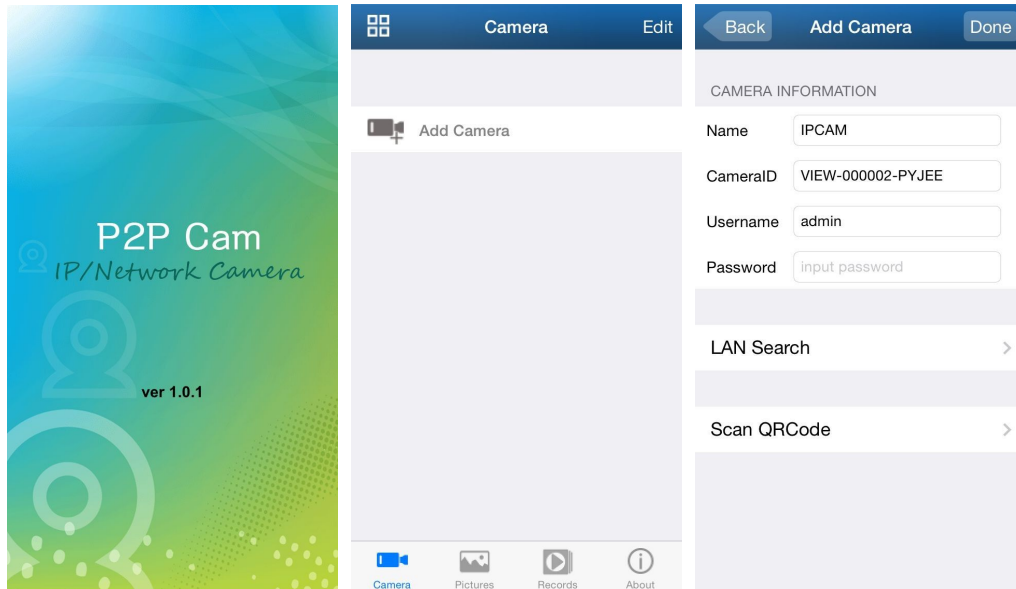 P2P Cam
IP/Network Camera
ver 1.0.1
Camera Edit
Add Camera
Camera Pictures Records About
Back Add Camera Done
CAMERA INFORMATION
Name IPCAM
CameraID VIEW-000002-PYJEE
Username admin
Password input password
LAN Search
Scan QRCode